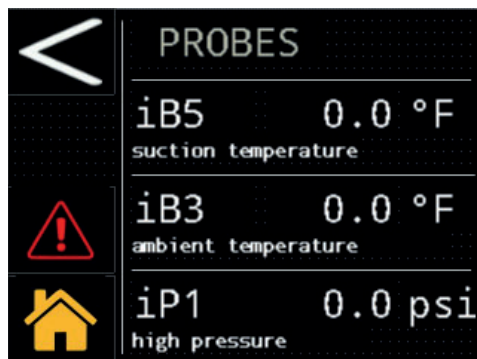 PROBES
iB5 0.0 °F
suction temperature
iB3 0.0 °F
ambient temperature
iP1 0.0 psi
high pressure